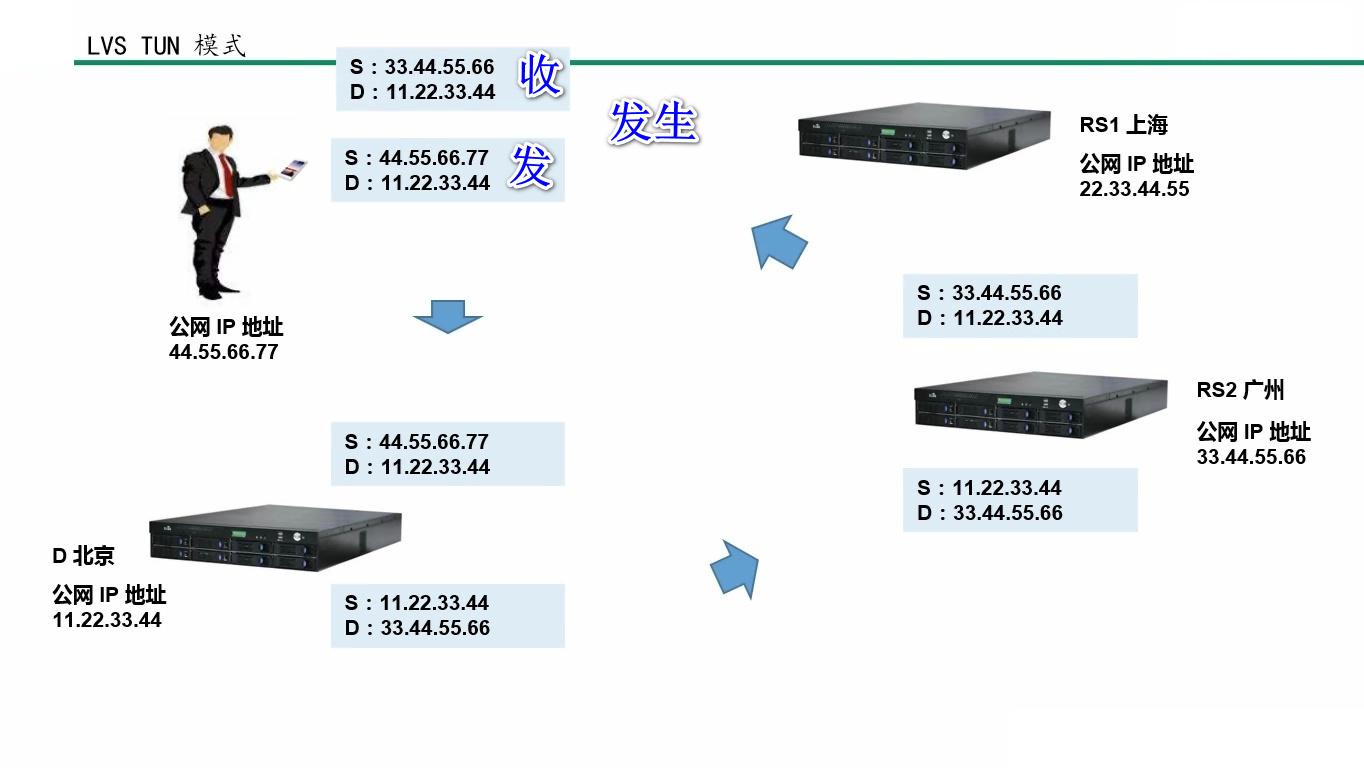 LVS TUN 模式
S：33.44.55.66
D：11.22.33.44
收
发生
S：44.55.66.77
D：11.22.33.44
发
RS1 上海
公网 IP 地址
22.33.44.55
公网 IP 地址
44.55.66.77
S：33.44.55.66
D：11.22.33.44
RS2 广州
公网 IP 地址
33.44.55.66
S：44.55.66.77
D：11.22.33.44
S：11.22.33.44
D：33.44.55.66
D 北京
公网 IP 地址
11.22.33.44
S：11.22.33.44
D：33.44.55.66